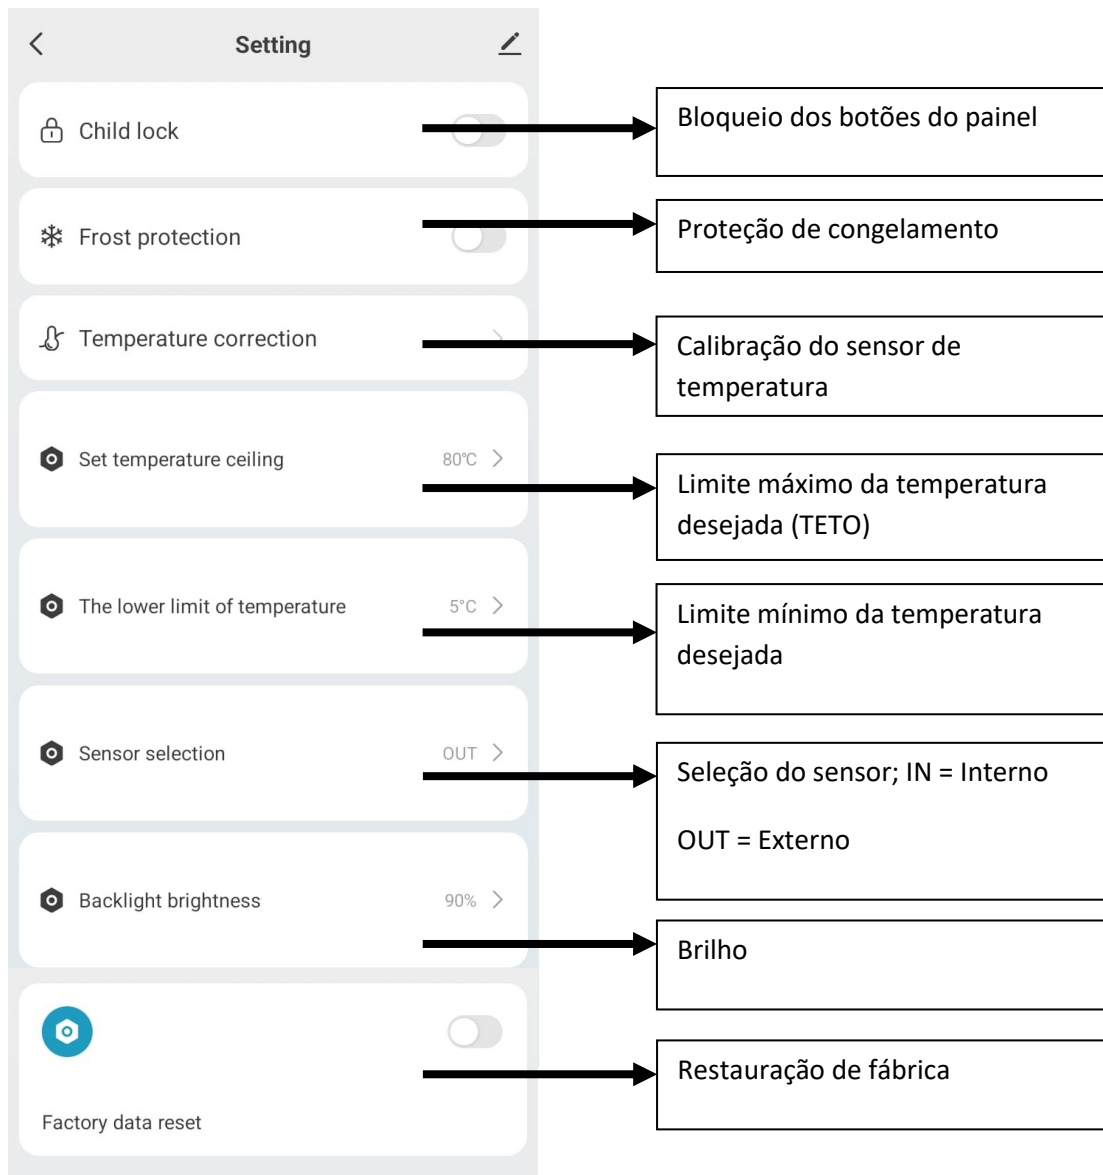 Setting
Child lock
Bloqueio dos botões do painel
Frost protection
Proteção de congelamento
Temperature correction
Calibração do sensor de
temperatura
Set temperature ceiling
80℃
Limite máximo da temperatura
desejada (TETO)
The lower limit of temperature
5°C
Limite mínimo da temperatura
desejada
Sensor selection
OUT
Seleção do sensor; IN = Interno
OUT = Externo
Backlight brightness
90%
Brilho
Factory data reset
Restauração de fábrica